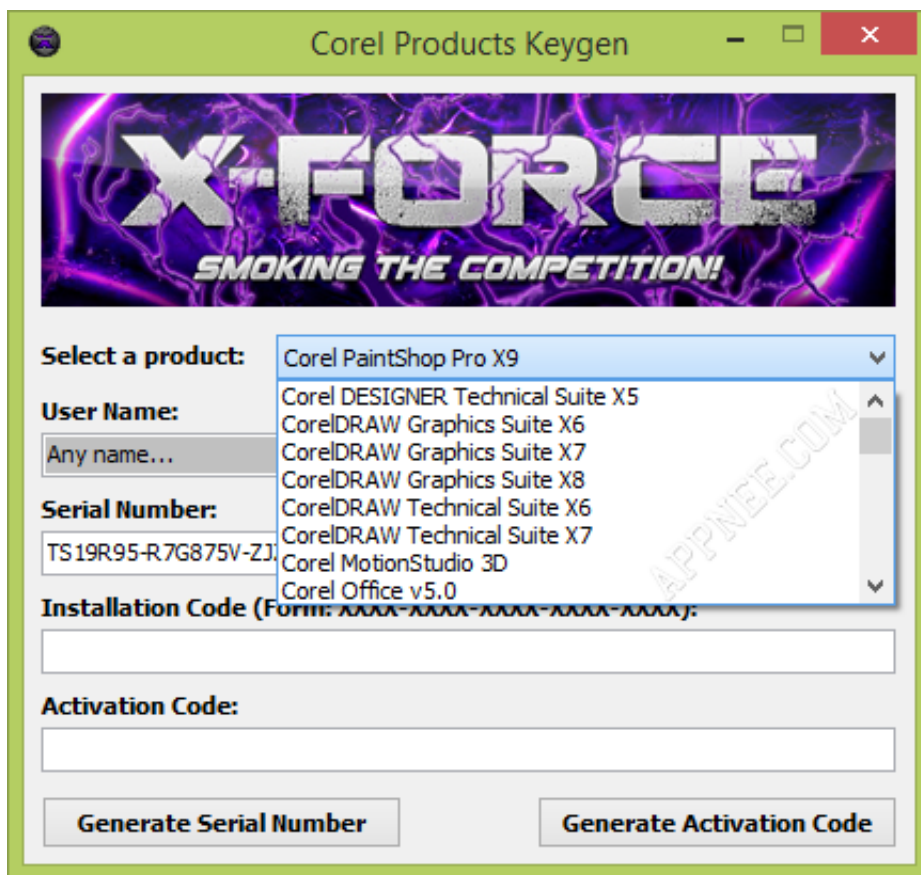 Corel Products Keygen
X-FORCE
SMOKING THE COMPETITION!
Select a product: Corel PaintShop Pro X9
Corel DESIGNER Technical Suite X5
User Name: CorelDRAW Graphics Suite X6
CorelDRAW Graphics Suite X7
Any name...
CorelDRAW Graphics Suite X8
Serial Number: CorelDRAW Technical Suite X6
CorelDRAW Technical Suite X7
TS19R95-R7G875V-
Corel MotionStudio 3D
Corel Office v5.0
APPNEE.COM
Installation Code (Form: XXXX-XXXX-XXXX-XXXX-XXXX):
Activation Code:
Generate Serial Number Generate Activation Code